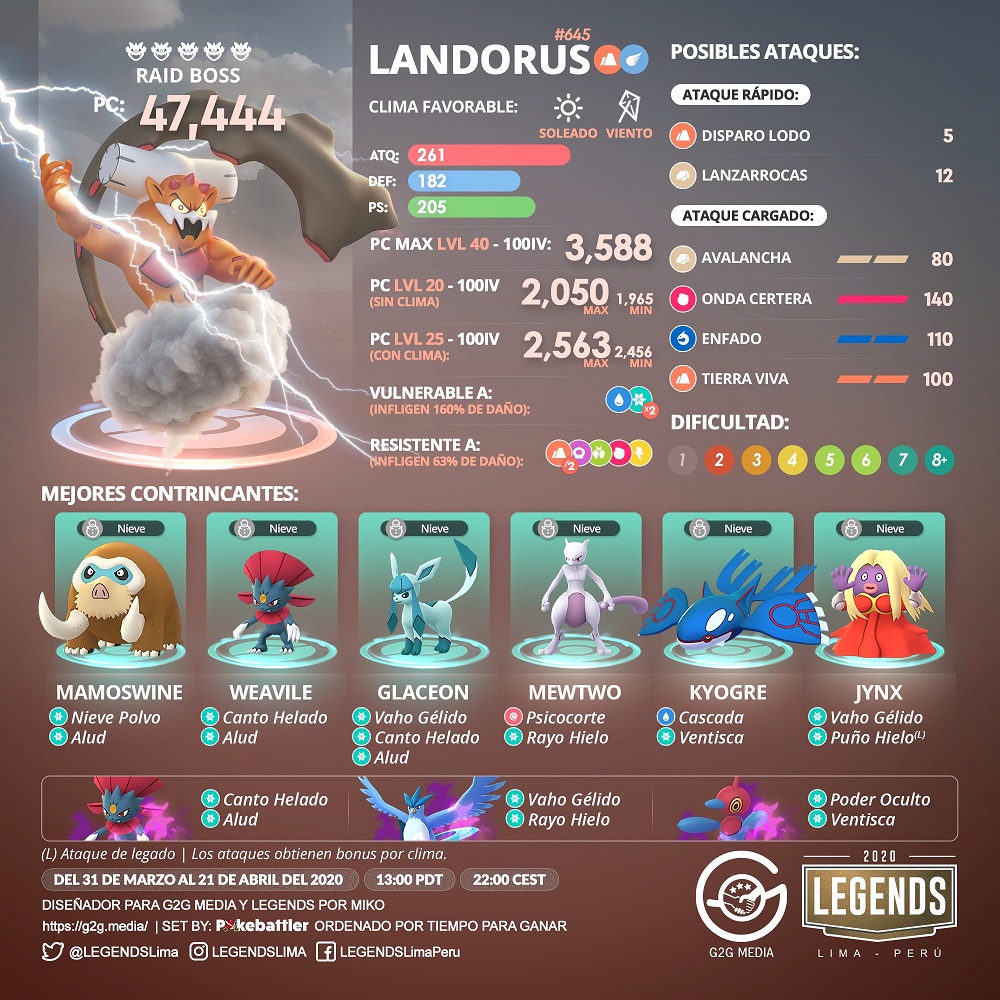 RAID BOSS
PC: 47,444
#645
LANDORUS
CLIMA FAVORABLE:
SOLEADO VIENTO
ATQ: 261
DEF: 182
PS: 205
PC MAX LVL 40 - 100IV: 3,588
PC LVL 20 - 100IV
(SIN CLIMA)
2,050 MAX 1,965 MIN
PC LVL 25 - 100IV
(CON CLIMA):
2,563 MAX 2,456 MIN
VULNERABLE A:
(INFLIGEN 160% DE DAÑO):
x2
RESISTENTE A:
(INFLIGEN 63% DE DAÑO):
/2
POSIBLES ATAQUES:
ATAQUE RÁPIDO:
DISPARO LODO 5
LANZARROCAS 12
ATAQUE CARGADO:
AVALANCHA 80
ONDA CERTERA 140
ENFADO 110
TIERRA VIVA 100
DIFICULTAD:
1 2 3 4 5 6 7 8+
MEJORES CONTRINCANTES:
Nieve Nieve Nieve Nieve Nieve Nieve
MAMOSWINE
Nieve Polvo
Alud
WEAVILE
Canto Helado
Alud
GLACEON
Vaho Gélido
Canto Helado
Alud
MEWTWO
Psicocorte
Rayo Hielo
KYOGRE
Cascada
Ventisca
JYNX
Vaho Gélido
Puño Hielo(L)
Canto Helado
Alud
Vaho Gélido
Rayo Hielo
Poder Oculto
Ventisca
(L) Ataque de legado | Los ataques obtienen bonus por clima.
DEL 31 DE MARZO AL 21 DE ABRIL DEL 2020 13:00 PDT 22:00 CEST
DISEÑADOR PARA G2G MEDIA Y LEGENDS POR MIKO
https://g2g.media/ | SET BY: Pokebattler ORDENADO POR TIEMPO PARA GANAR
@LEGENDSLima LEGENDSLIMA LEGENDSLimaPeru
G2G MEDIA
2020
LEGENDS
LIMA - PERÚ